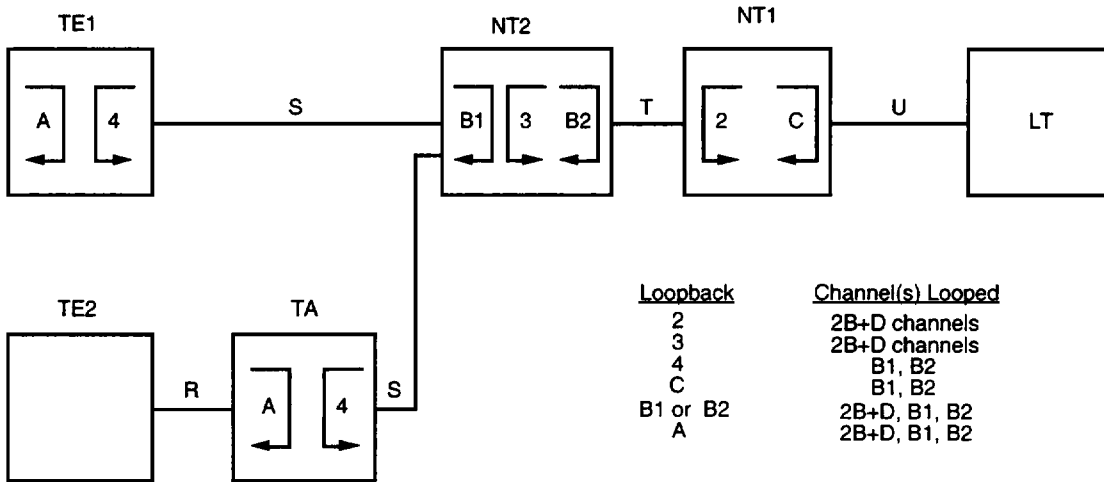 TE1
NT2
NT1
A
4
S
B1
3
B2
T
2
C
U
LT
TE2
TA
R
A
4
S
Loopback Channel(s) Looped
2 2B+D channels
3 2B+D channels
4 B1, B2
C B1, B2
B1 or B2 2B+D, B1, B2
A 2B+D, B1, B2